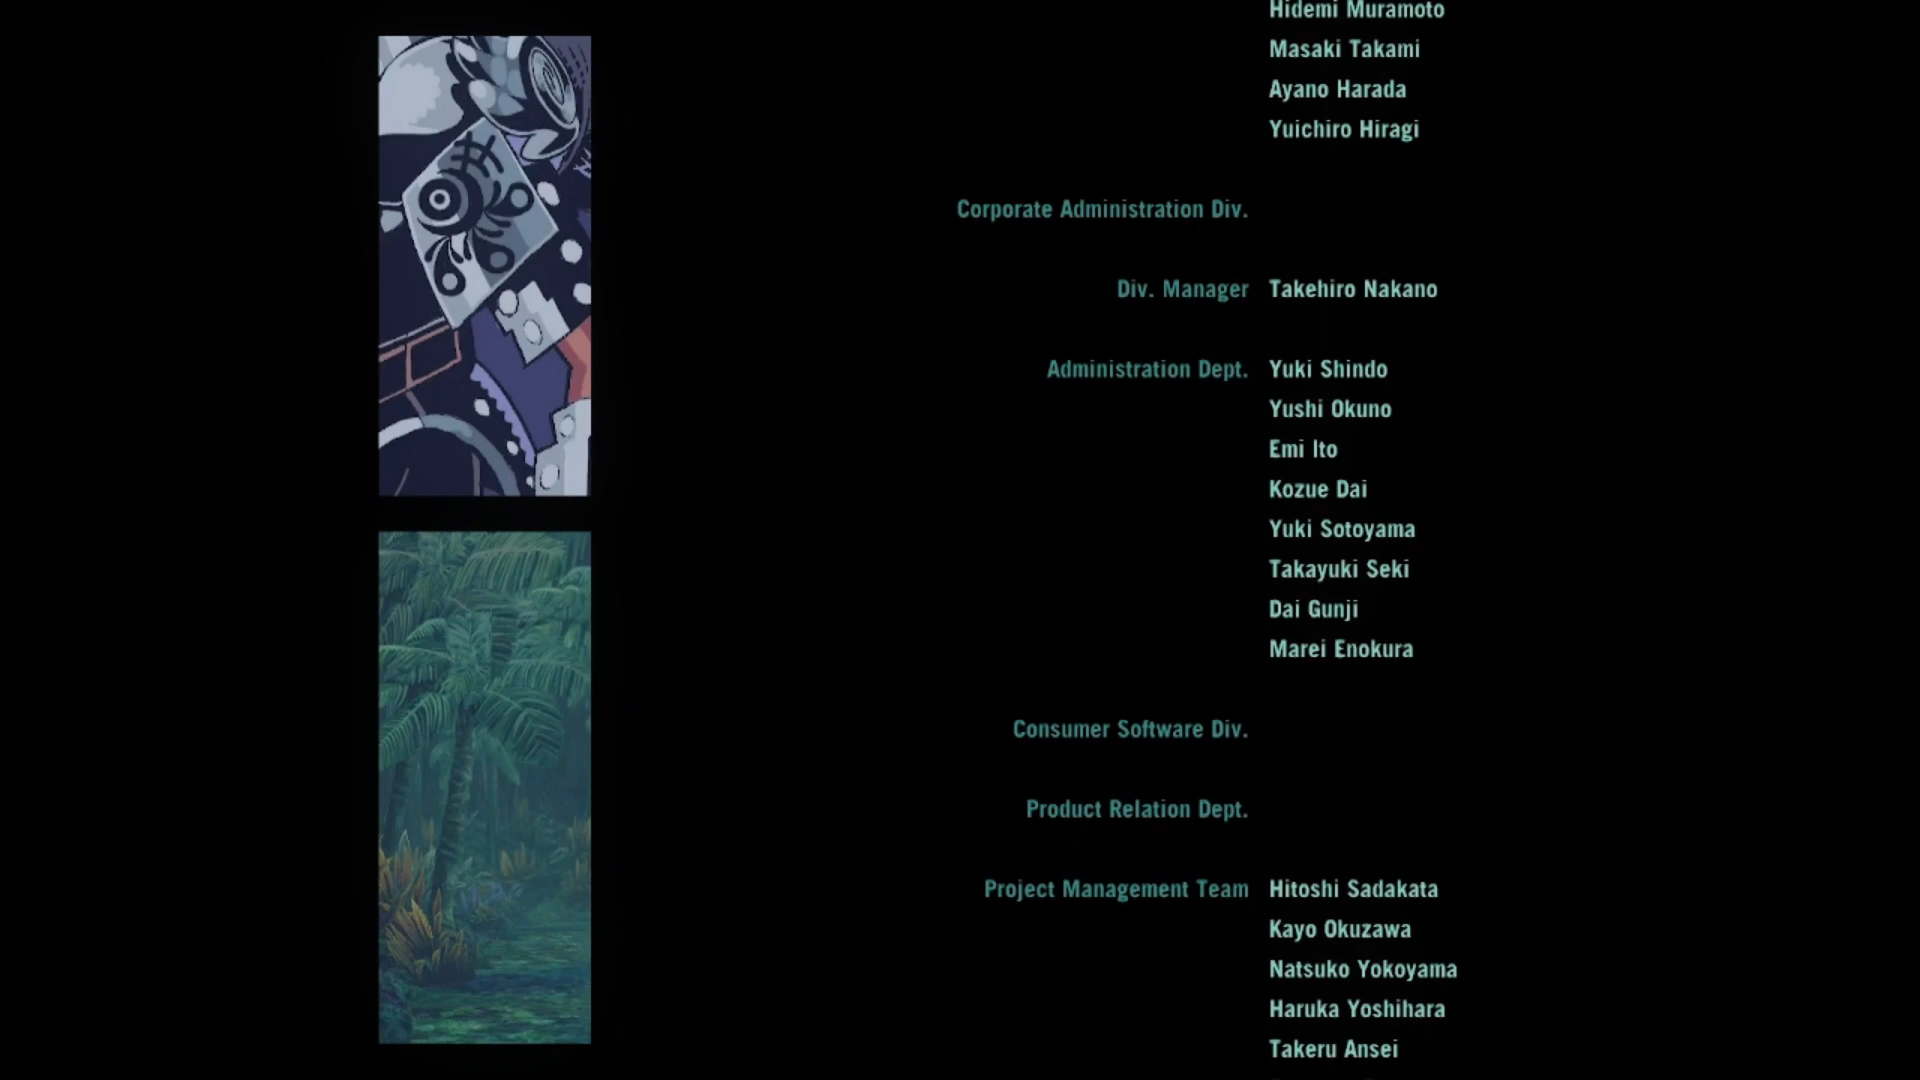 Hidemi Muramoto
Masaki Takami
Ayano Harada
Yuichiro Hiragi
Corporate Administration Div.
Div. Manager Takehiro Nakano
Administration Dept. Yuki Shindo
Yushi Okuno
Emi Ito
Kozue Dai
Yuki Sotoyama
Takayuki Seki
Dai Gunji
Marei Enokura
Consumer Software Div.
Product Relation Dept.
Project Management Team Hitoshi Sadakata
Kayo Okuzawa
Natsuko Yokoyama
Haruka Yoshihara
Takeru Ansei